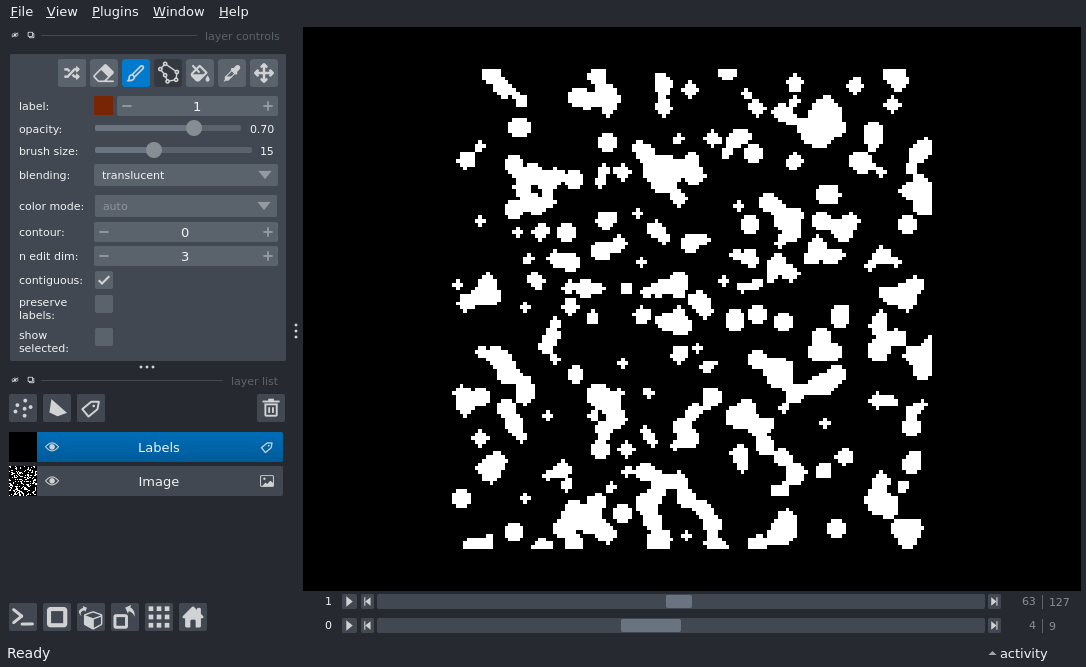 File View Plugins Window Help
layer controls
label: 1
opacity: 0.70
brush size: 15
blending: translucent
color mode: auto
contour: 0
n edit dim: 3
contiguous:
preserve
labels:
show
selected:
layer list
Labels
Image
1 63 127
0 4 9
Ready activity